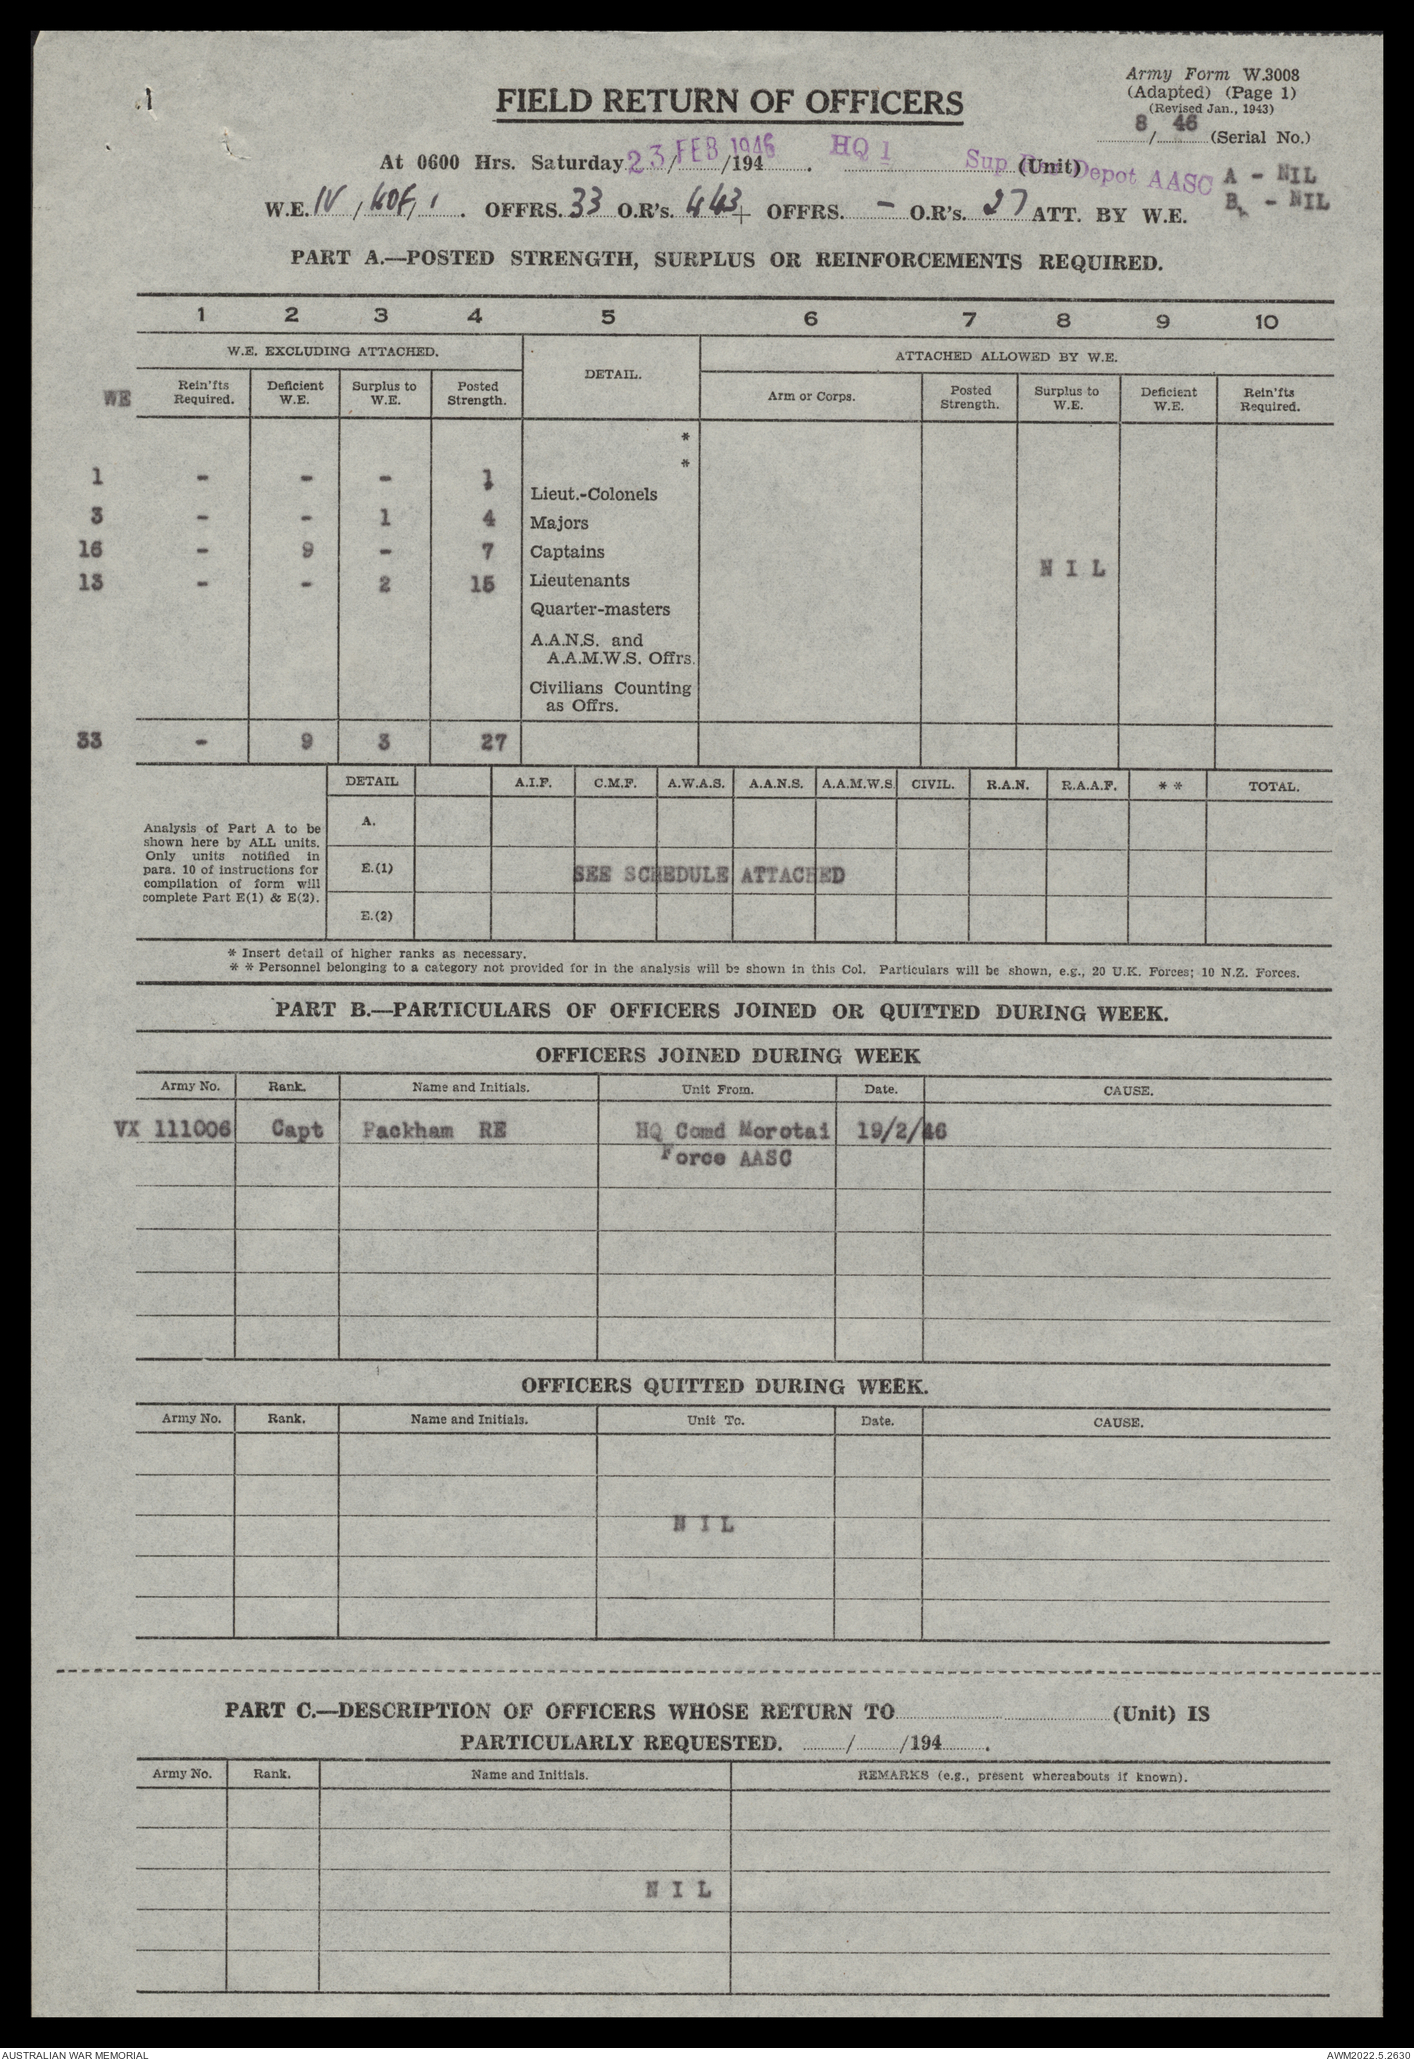 1
Army Form W.3008
(Adapted) (Page 1)
(Revised Jan., 1943)
8 / 46 (Serial No.)
FIELD RETURN OF OFFICERS
At 0600 Hrs. Saturday 23/FEB 1946/194 . HQ 1 Sup Depot AASC (Unit)
A - NIL
B - NIL
W.E. IV / / 1 . OFFRS. 33 O.R's. 443 + OFFRS. - O.R's. 27 ATT. BY W.E.
PART A.—POSTED STRENGTH, SURPLUS OR REINFORCEMENTS REQUIRED.
1 2 3 4 5 6 7 8 9 10
W.E. EXCLUDING ATTACHED. DETAIL. ATTACHED ALLOWED BY W.E.
WE Rein'fts Required. Deficient W.E. Surplus to W.E. Posted Strength. Arm or Corps. Posted Strength. Surplus to W.E. Deficient W.E. Rein'fts Required.
*
*
1 - - - 1 Lieut.-Colonels
3 - - 1 4 Majors
16 - 9 - 7 Captains
NIL
13 - - 2 15 Lieutenants
Quarter-masters
A.A.N.S. and
A.A.M.W.S. Offrs.
Civilians Counting
as Offrs.
33 - 9 3 27
DETAIL A.I.F. C.M.F. A.W.A.S. A.A.N.S. A.A.M.W.S. CIVIL. R.A.N. R.A.A.F. * * TOTAL.
Analysis of Part A to be
shown here by ALL units.
Only units notified in
para. 10 of instructions for
compilation of form will
complete Part E(1) & E(2).
A.
E.(1) SEE SCHEDULE ATTACHED
E.(2)
* Insert detail of higher ranks as necessary.
* * Personnel belonging to a category not provided for in the analysis will be shown in this Col. Particulars will be shown, e.g., 20 U.K. Forces; 10 N.Z. Forces.
PART B.—PARTICULARS OF OFFICERS JOINED OR QUITTED DURING WEEK.
OFFICERS JOINED DURING WEEK
Army No. Rank. Name and Initials. Unit From. Date. CAUSE.
VX 111006 Capt Packham RE HQ Comd Morotai 19/2/46
Force AASC
OFFICERS QUITTED DURING WEEK.
Army No. Rank. Name and Initials. Unit To. Date. CAUSE.
NIL
PART C.—DESCRIPTION OF OFFICERS WHOSE RETURN TO (Unit) IS
PARTICULARLY REQUESTED. / /194 .
Army No. Rank. Name and Initials. REMARKS (e.g., present whereabouts if known).
NIL
AUSTRALIAN WAR MEMORIAL AWM2022.5.2630